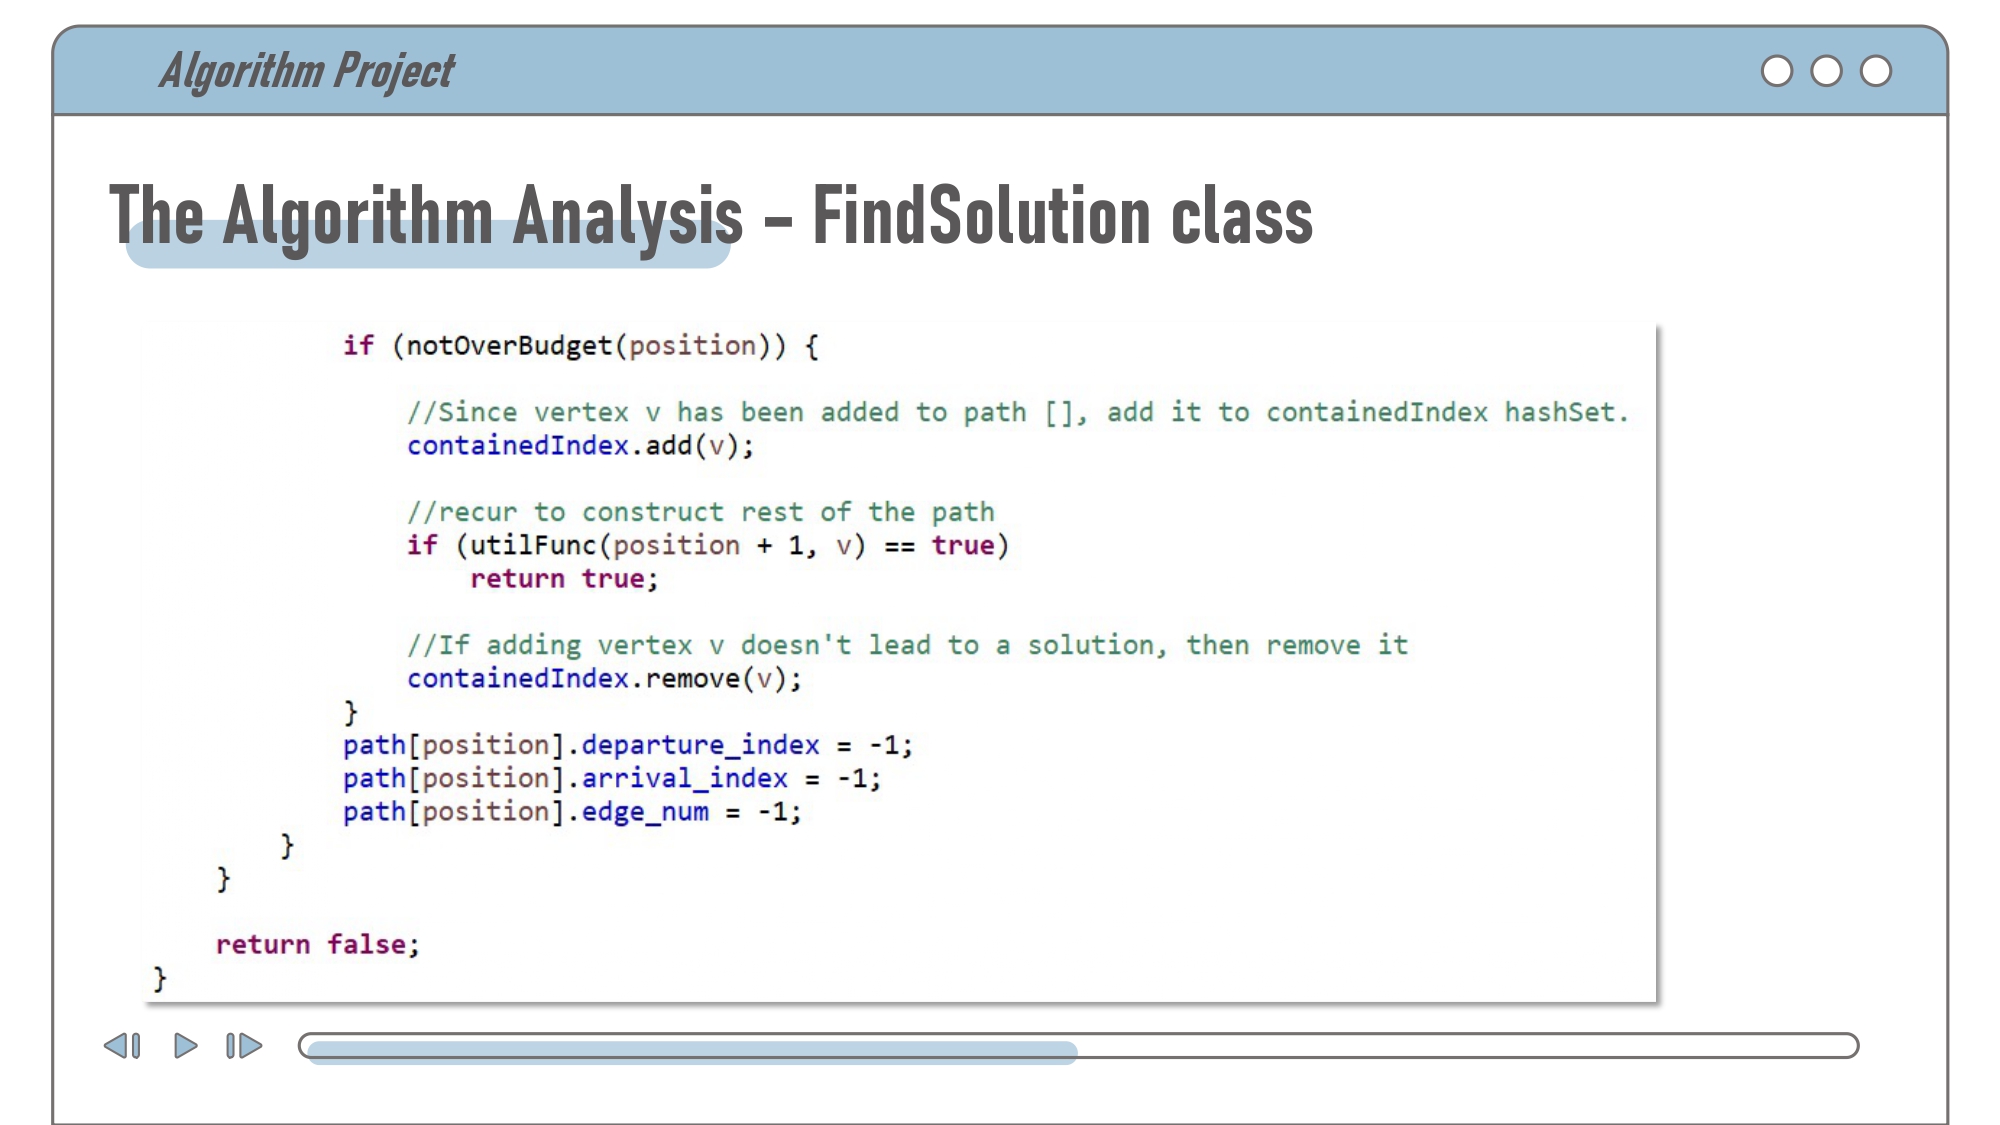 Algorithm Project
The Algorithm Analysis – FindSolution class
if (notOverBudget(position)) {
//Since vertex v has been added to path [], add it to containedIndex hashSet.
containedIndex.add(v);
//recur to construct rest of the path
if (utilFunc(position + 1, v) == true)
return true;
//If adding vertex v doesn't lead to a solution, then remove it
containedIndex.remove(v);
}
path[position].departure_index = -1;
path[position].arrival_index = -1;
path[position].edge_num = -1;
}
}
return false;
}